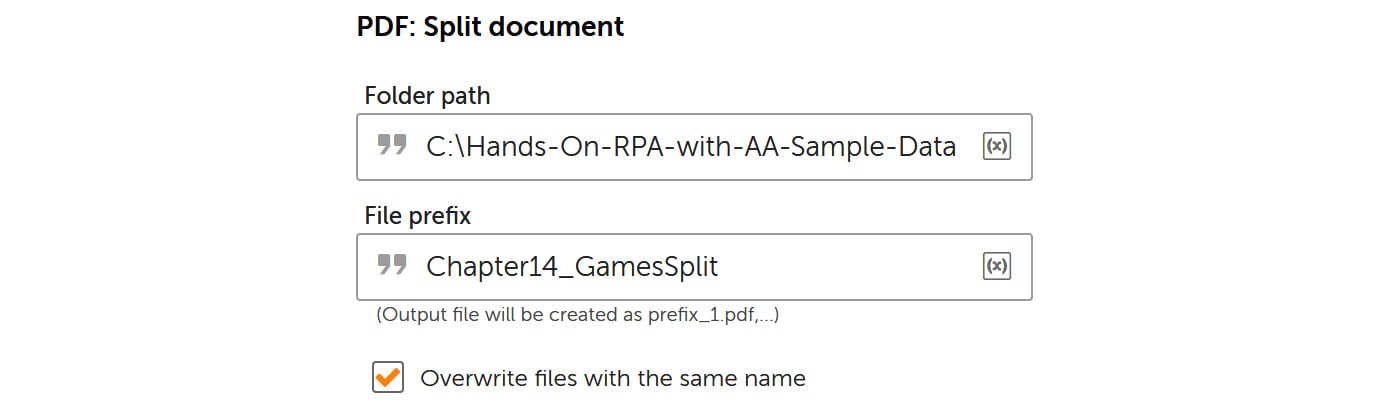 PDF: Split document
Folder path
" C:\Hands-On-RPA-with-AA-Sample-Data (x)
File prefix
" Chapter14_GamesSplit (x)
(Output file will be created as prefix_1.pdf,...)
Overwrite files with the same name